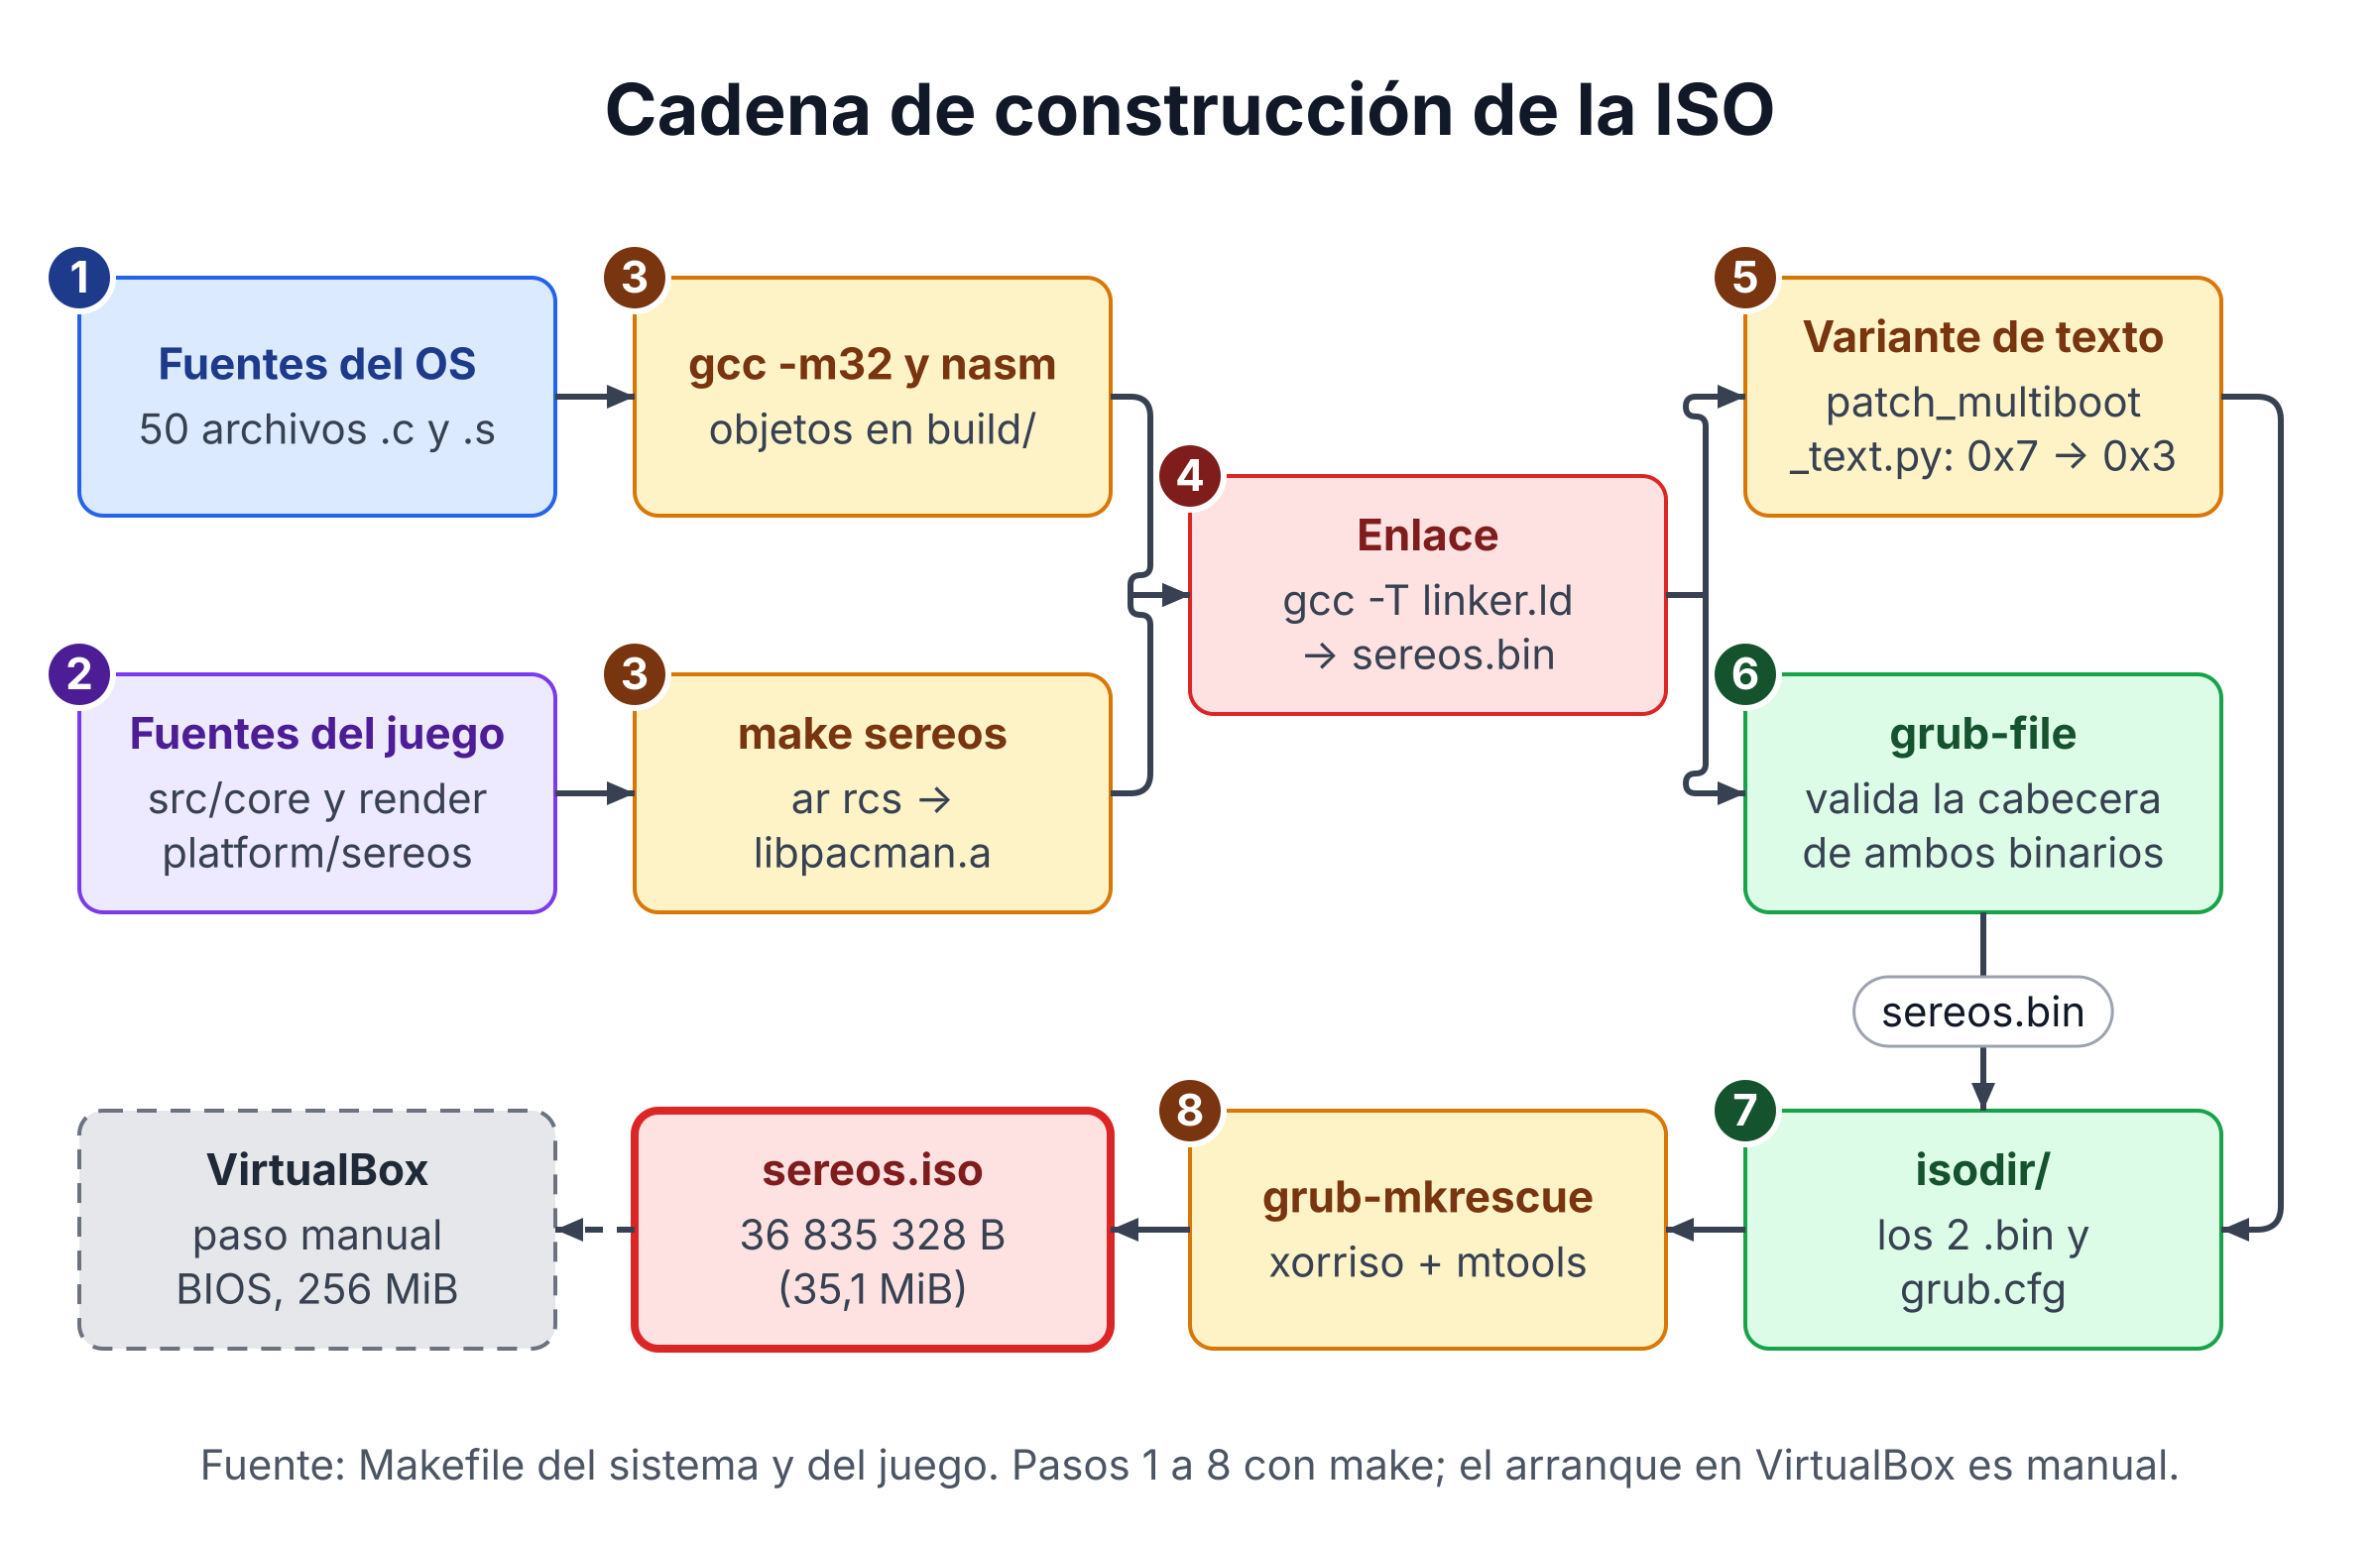 Cadena de construcción de la ISO
1
Fuentes del OS
50 archivos .c y .s
3
gcc -m32 y nasm
objetos en build/
5
Variante de texto
patch_multiboot
_text.py: 0x7 → 0x3
4
Enlace
gcc -T linker.ld
→ sereos.bin
2
Fuentes del juego
src/core y render
platform/sereos
3
make sereos
ar rcs →
libpacman.a
6
grub-file
valida la cabecera
de ambos binarios
sereos.bin
VirtualBox
paso manual
BIOS, 256 MiB
sereos.iso
36 835 328 B
(35,1 MiB)
8
grub-mkrescue
xorriso + mtools
7
isodir/
los 2 .bin y
grub.cfg
Fuente: Makefile del sistema y del juego. Pasos 1 a 8 con make; el arranque en VirtualBox es manual.